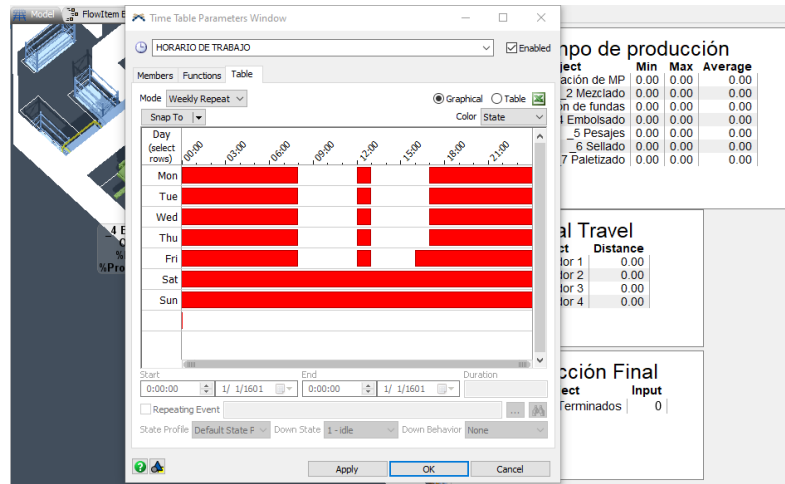 Model FlowItem B
Time Table Parameters Window
HORARIO DE TRABAJO Enabled
Members Functions Table
Mode Weekly Repeat Graphical Table
Snap To Color State
Day
(select
rows)
00:00 03:00 06:00 09:00 12:00 15:00 18:00 21:00
Mon
Tue
Wed
Thu
Fri
Sat
Sun
Start End Duration
0:00:00 1/ 1/1601 0:00:00 1/ 1/1601
Repeating Event ...
State Profile Default State F Down State 1 - idle Down Behavior None
Apply OK Cancel
_4 E
%
%Pro
mpo de producción
ject Min Max Average
ación de MP 0.00 0.00 0.00
_2 Mezclado 0.00 0.00 0.00
ón de fundas 0.00 0.00 0.00
4 Embolsado 0.00 0.00 0.00
_5 Pesajes 0.00 0.00 0.00
_6 Sellado 0.00 0.00 0.00
_7 Paletizado 0.00 0.00 0.00
al Travel
ct Distance
dor 1 0.00
dor 2 0.00
dor 3 0.00
dor 4 0.00
cción Final
ect Input
Terminados 0